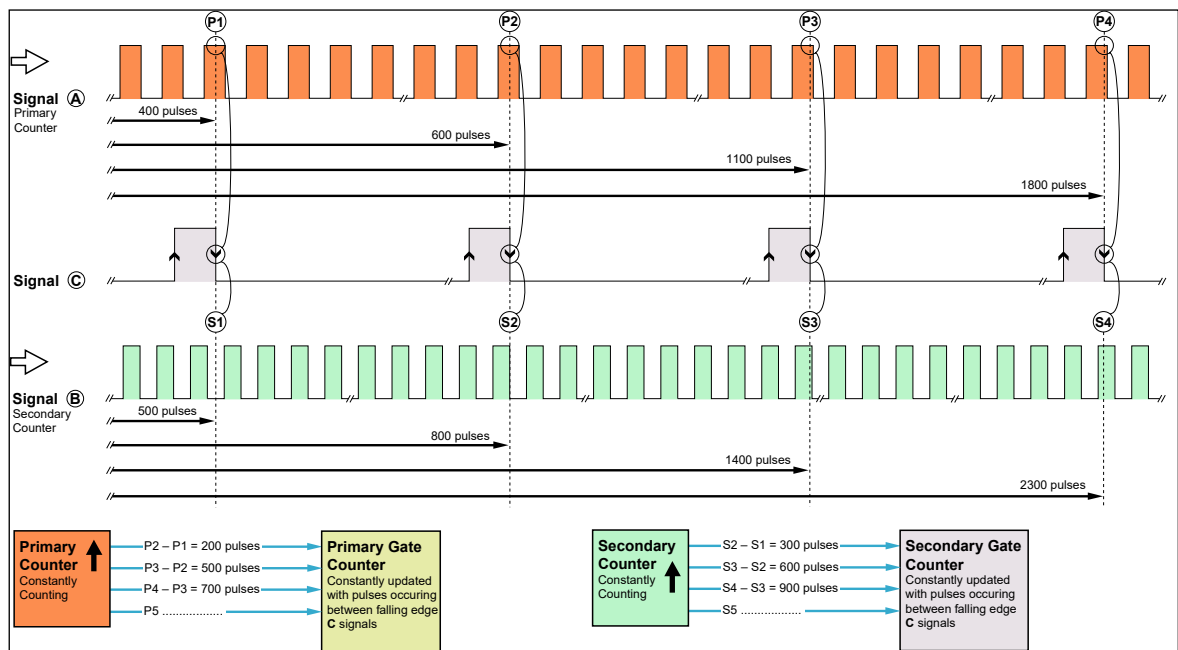 P1 P2 P3 P4
Signal A
Primary
Counter
400 pulses
600 pulses
1100 pulses
1800 pulses
Signal C
S1 S2 S3 S4
Signal B
Secondary
Counter
500 pulses
800 pulses
1400 pulses
2300 pulses
Primary
Counter
Constantly
Counting
P2 – P1 = 200 pulses
P3 – P2 = 500 pulses
P4 – P3 = 700 pulses
P5 .................
Primary Gate
Counter
Constantly updated
with pulses occuring
between falling edge
C signals
Secondary
Counter
Constantly
Counting
S2 – S1 = 300 pulses
S3 – S2 = 600 pulses
S4 – S3 = 900 pulses
S5 .................
Secondary Gate
Counter
Constantly updated
with pulses occuring
between falling edge
C signals